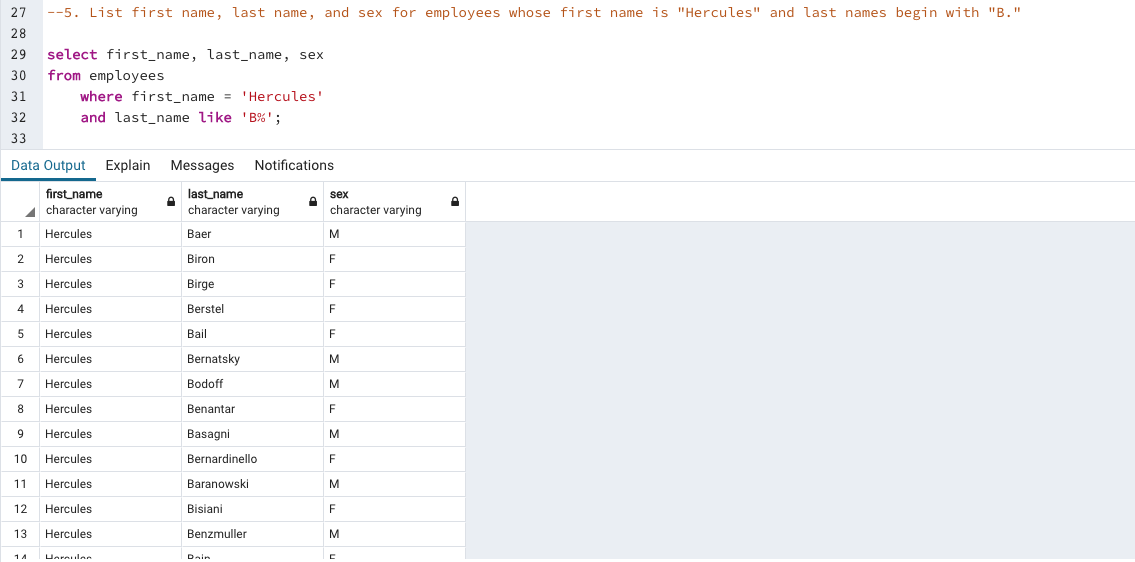 27 --5. List first name, last name, and sex for employees whose first name is "Hercules" and last names begin with "B."
28
29 select first_name, last_name, sex
30 from employees
31 where first_name = 'Hercules'
32 and last_name like 'B%';
33
Data Output Explain Messages Notifications
first_name last_name sex
character varying character varying character varying
1 Hercules Baer M
2 Hercules Biron F
3 Hercules Birge F
4 Hercules Berstel F
5 Hercules Bail F
6 Hercules Bernatsky M
7 Hercules Bodoff M
8 Hercules Benantar F
9 Hercules Basagni M
10 Hercules Bernardinello F
11 Hercules Baranowski M
12 Hercules Bisiani F
13 Hercules Benzmuller M
14 Hercules